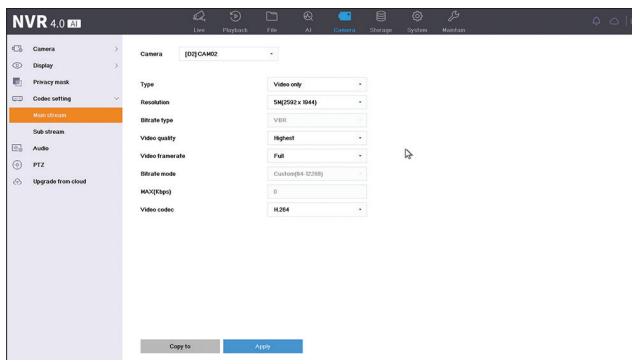 NVR 4.0 AI
Live Playback File AI Camera Storage System Maintain
Camera
Display
Privacy mask
Codec setting
Main stream
Sub stream
Audio
PTZ
Upgrade from cloud
Camera [D2] CAM02
Type Video only
Resolution 5M(2592 x 1944)
Bitrate type VBR
Video quality Highest
Video framerate Full
Bitrate mode Custom(64-12288)
MAX(Kbps) 0
Video codec H.264
Copy to Apply